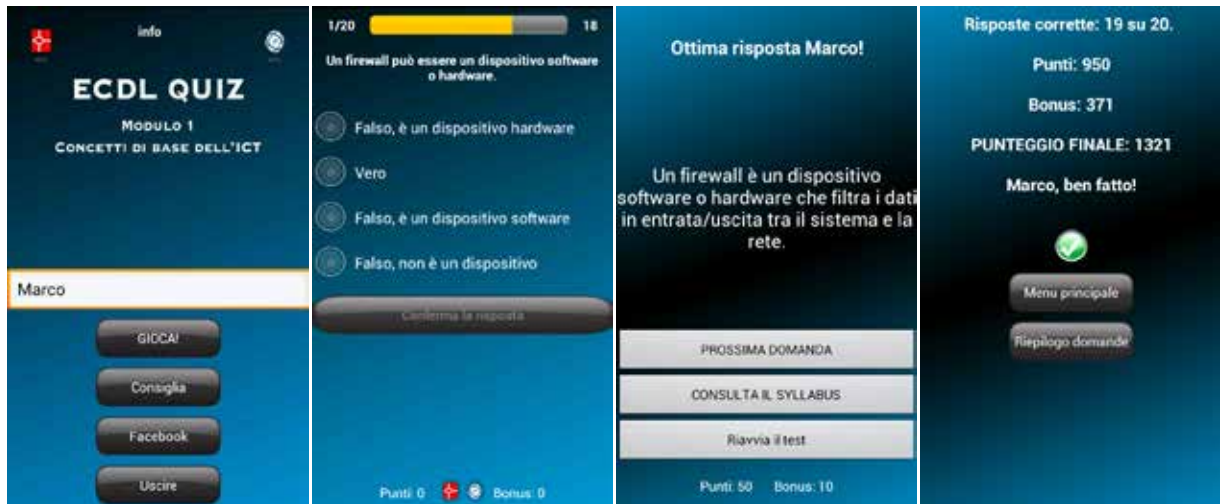 info
ECDL QUIZ
MODULO 1
CONCETTI DI BASE DELL'ICT
Marco
GIOCA!
Consiglia
Facebook
Uscire
1/20
18
Un firewall può essere un dispositivo software
o hardware.
Falso, è un dispositivo hardware
Vero
Falso, è un dispositivo software
Falso, non è un dispositivo
Conferma la risposta
Punti: 0 Bonus: 0
Ottima risposta Marco!
Un firewall è un dispositivo
software o hardware che filtra i dati
in entrata/uscita tra il sistema e la
rete.
PROSSIMA DOMANDA
CONSULTA IL SYLLABUS
Riavvia il test
Punti: 50 Bonus: 10
Risposte corrette: 19 su 20.
Punti: 950
Bonus: 371
PUNTEGGIO FINALE: 1321
Marco, ben fatto!
Menu principale
Riepilogo domande